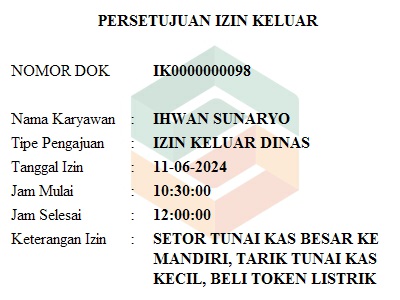 PERSETUJUAN IZIN KELUAR
NOMOR DOK IK0000000098
Nama Karyawan : IHWAN SUNARYO
Tipe Pengajuan : IZIN KELUAR DINAS
Tanggal Izin : 11-06-2024
Jam Mulai : 10:30:00
Jam Selesai : 12:00:00
Keterangan Izin : SETOR TUNAI KAS BESAR KE
MANDIRI, TARIK TUNAI KAS
KECIL, BELI TOKEN LISTRIK